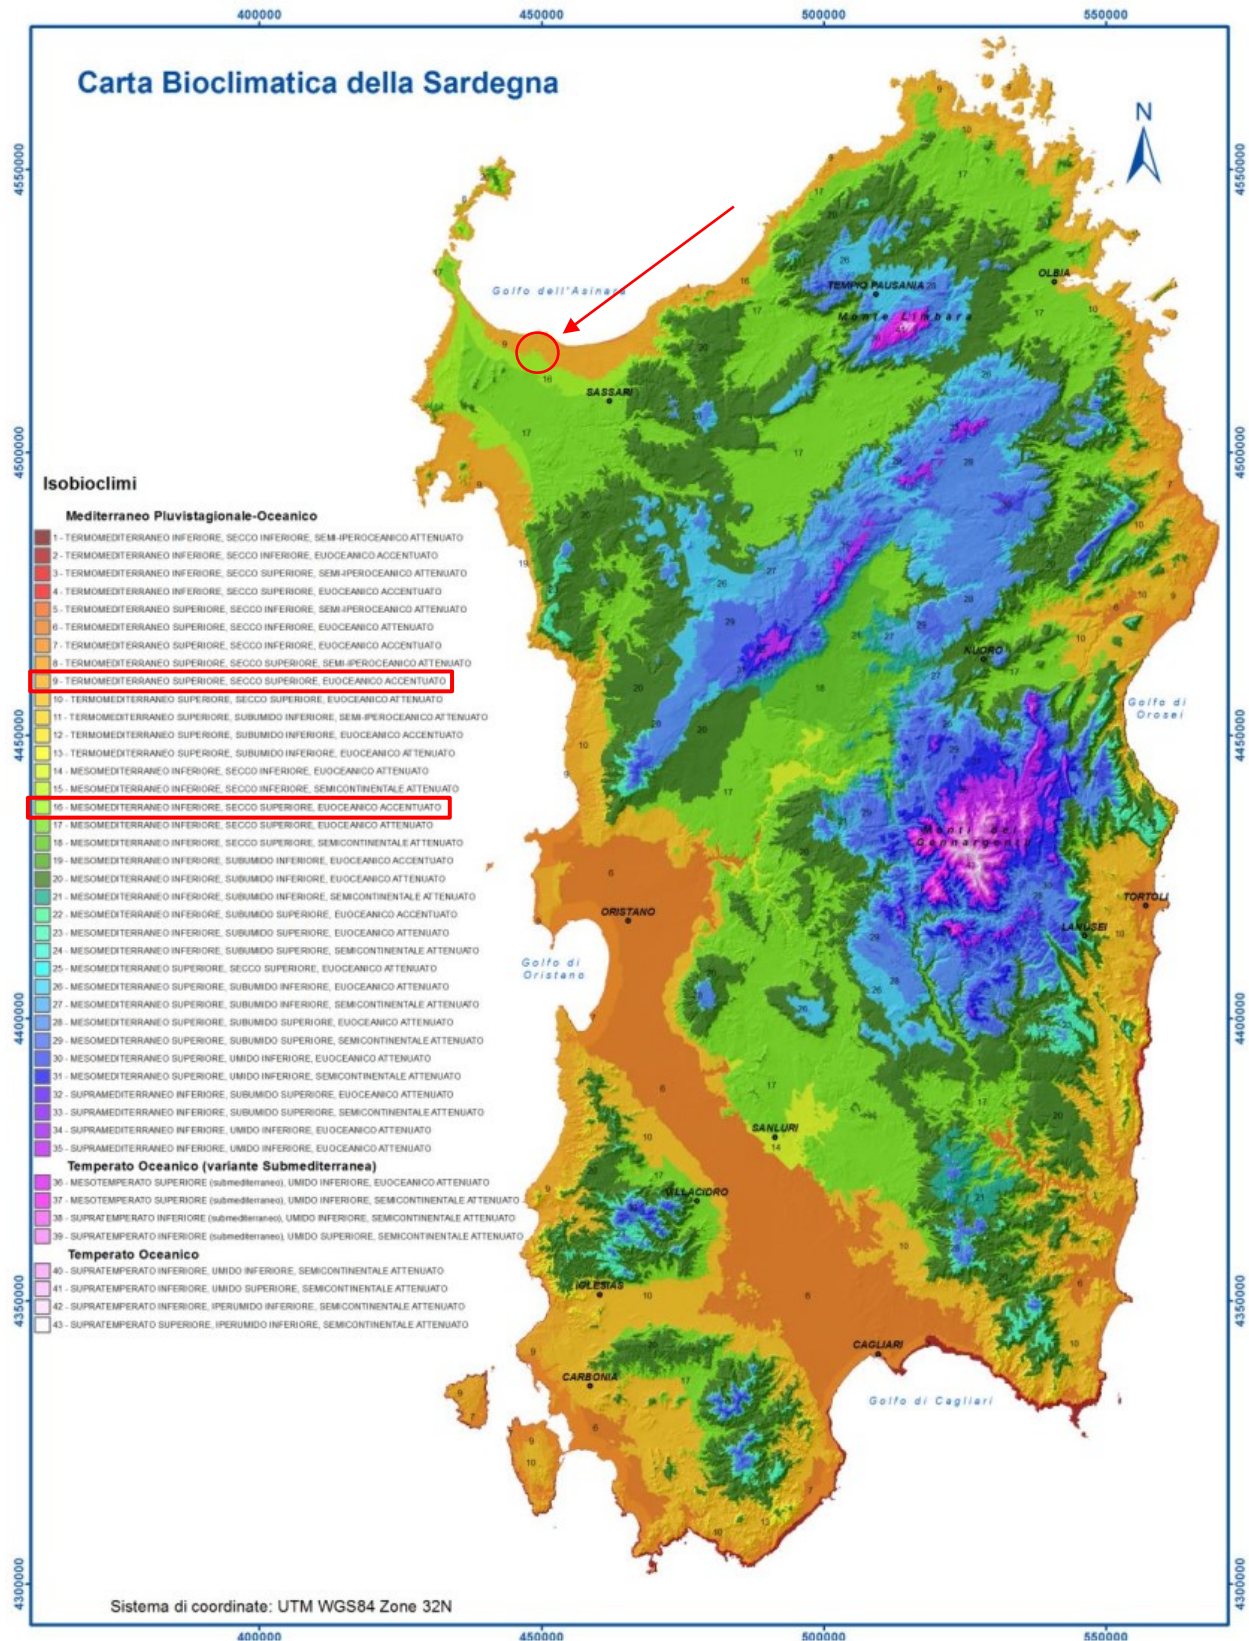 400000 450000 500000 550000
Carta Bioclimatica della Sardegna
N
4550000 4550000
Golfo dell'Asinara
OLBIA
TEMPIO PAUSANIA
Monte Limbara
SASSARI
4500000 4500000
Isobioclimi
Mediterraneo Pluvistagionale-Oceanico
1 - TERMOMEDITERRANEO INFERIORE, SECCO INFERIORE, SEMI-IPEROCEANICO ATTENUATO
2 - TERMOMEDITERRANEO INFERIORE, SECCO INFERIORE, EUOCEANICO ACCENTUATO
3 - TERMOMEDITERRANEO INFERIORE, SECCO SUPERIORE, SEMI-IPEROCEANICO ATTENUATO
4 - TERMOMEDITERRANEO INFERIORE, SECCO SUPERIORE, EUOCEANICO ACCENTUATO
5 - TERMOMEDITERRANEO SUPERIORE, SECCO INFERIORE, SEMI-IPEROCEANICO ATTENUATO
6 - TERMOMEDITERRANEO SUPERIORE, SECCO INFERIORE, EUOCEANICO ATTENUATO
7 - TERMOMEDITERRANEO SUPERIORE, SECCO INFERIORE, EUOCEANICO ACCENTUATO
8 - TERMOMEDITERRANEO SUPERIORE, SECCO SUPERIORE, SEMI-IPEROCEANICO ATTENUATO
9 - TERMOMEDITERRANEO SUPERIORE, SECCO SUPERIORE, EUOCEANICO ACCENTUATO
10 - TERMOMEDITERRANEO SUPERIORE, SECCO SUPERIORE, EUOCEANICO ATTENUATO
11 - TERMOMEDITERRANEO SUPERIORE, SUBUMIDO INFERIORE, SEMI-IPEROCEANICO ATTENUATO
12 - TERMOMEDITERRANEO SUPERIORE, SUBUMIDO INFERIORE, EUOCEANICO ACCENTUATO
13 - TERMOMEDITERRANEO SUPERIORE, SUBUMIDO INFERIORE, EUOCEANICO ATTENUATO
14 - MESOMEDITERRANEO INFERIORE, SECCO INFERIORE, EUOCEANICO ATTENUATO
15 - MESOMEDITERRANEO INFERIORE, SECCO INFERIORE, SEMICONTINENTALE ATTENUATO
16 - MESOMEDITERRANEO INFERIORE, SECCO SUPERIORE, EUOCEANICO ACCENTUATO
17 - MESOMEDITERRANEO INFERIORE, SECCO SUPERIORE, EUOCEANICO ATTENUATO
18 - MESOMEDITERRANEO INFERIORE, SECCO SUPERIORE, SEMICONTINENTALE ATTENUATO
19 - MESOMEDITERRANEO INFERIORE, SUBUMIDO INFERIORE, EUOCEANICO ACCENTUATO
20 - MESOMEDITERRANEO INFERIORE, SUBUMIDO INFERIORE, EUOCEANICO ATTENUATO
21 - MESOMEDITERRANEO INFERIORE, SUBUMIDO INFERIORE, SEMICONTINENTALE ATTENUATO
22 - MESOMEDITERRANEO INFERIORE, SUBUMIDO SUPERIORE, EUOCEANICO ACCENTUATO
23 - MESOMEDITERRANEO INFERIORE, SUBUMIDO SUPERIORE, EUOCEANICO ATTENUATO
24 - MESOMEDITERRANEO INFERIORE, SUBUMIDO SUPERIORE, SEMICONTINENTALE ATTENUATO
25 - MESOMEDITERRANEO SUPERIORE, SECCO SUPERIORE, EUOCEANICO ATTENUATO
26 - MESOMEDITERRANEO SUPERIORE, SUBUMIDO INFERIORE, EUOCEANICO ATTENUATO
27 - MESOMEDITERRANEO SUPERIORE, SUBUMIDO INFERIORE, SEMICONTINENTALE ATTENUATO
28 - MESOMEDITERRANEO SUPERIORE, SUBUMIDO SUPERIORE, EUOCEANICO ATTENUATO
29 - MESOMEDITERRANEO SUPERIORE, SUBUMIDO SUPERIORE, SEMICONTINENTALE ATTENUATO
30 - MESOMEDITERRANEO SUPERIORE, UMIDO INFERIORE, EUOCEANICO ATTENUATO
31 - MESOMEDITERRANEO SUPERIORE, UMIDO INFERIORE, SEMICONTINENTALE ATTENUATO
32 - SUPRAMEDITERRANEO INFERIORE, SUBUMIDO SUPERIORE, EUOCEANICO ATTENUATO
33 - SUPRAMEDITERRANEO INFERIORE, SUBUMIDO SUPERIORE, SEMICONTINENTALE ATTENUATO
34 - SUPRAMEDITERRANEO INFERIORE, UMIDO INFERIORE, EUOCEANICO ATTENUATO
35 - SUPRAMEDITERRANEO INFERIORE, UMIDO INFERIORE, EUOCEANICO ATTENUATO
Temperato Oceanico (variante Submediterranea)
36 - MESOTEMPERATO SUPERIORE (submediterraneo), UMIDO INFERIORE, EUOCEANICO ATTENUATO
37 - MESOTEMPERATO SUPERIORE (submediterraneo), UMIDO INFERIORE, SEMICONTINENTALE ATTENUATO
38 - SUPRATEMPERATO INFERIORE (submediterraneo), UMIDO INFERIORE, SEMICONTINENTALE ATTENUATO
39 - SUPRATEMPERATO INFERIORE (submediterraneo), UMIDO SUPERIORE, SEMICONTINENTALE ATTENUATO
Temperato Oceanico
40 - SUPRATEMPERATO INFERIORE, UMIDO INFERIORE, SEMICONTINENTALE ATTENUATO
41 - SUPRATEMPERATO INFERIORE, UMIDO SUPERIORE, SEMICONTINENTALE ATTENUATO
42 - SUPRATEMPERATO INFERIORE, IPERUMIDO INFERIORE, SEMICONTINENTALE ATTENUATO
43 - SUPRATEMPERATO SUPERIORE, IPERUMIDO INFERIORE, SEMICONTINENTALE ATTENUATO
NUORO
Golfo di
Orosei
4450000 4450000
Monti del
Gennargentu
TORTOLI
ORISTANO
LANUSEI
Golfo di
Oristano
4400000 4400000
SANLURI
VILLACIDRO
IGLESIAS
4350000 4350000
CAGLIARI
CARBONIA
Golfo di Cagliari
4300000 4300000
Sistema di coordinate: UTM WGS84 Zone 32N
400000 450000 500000 550000